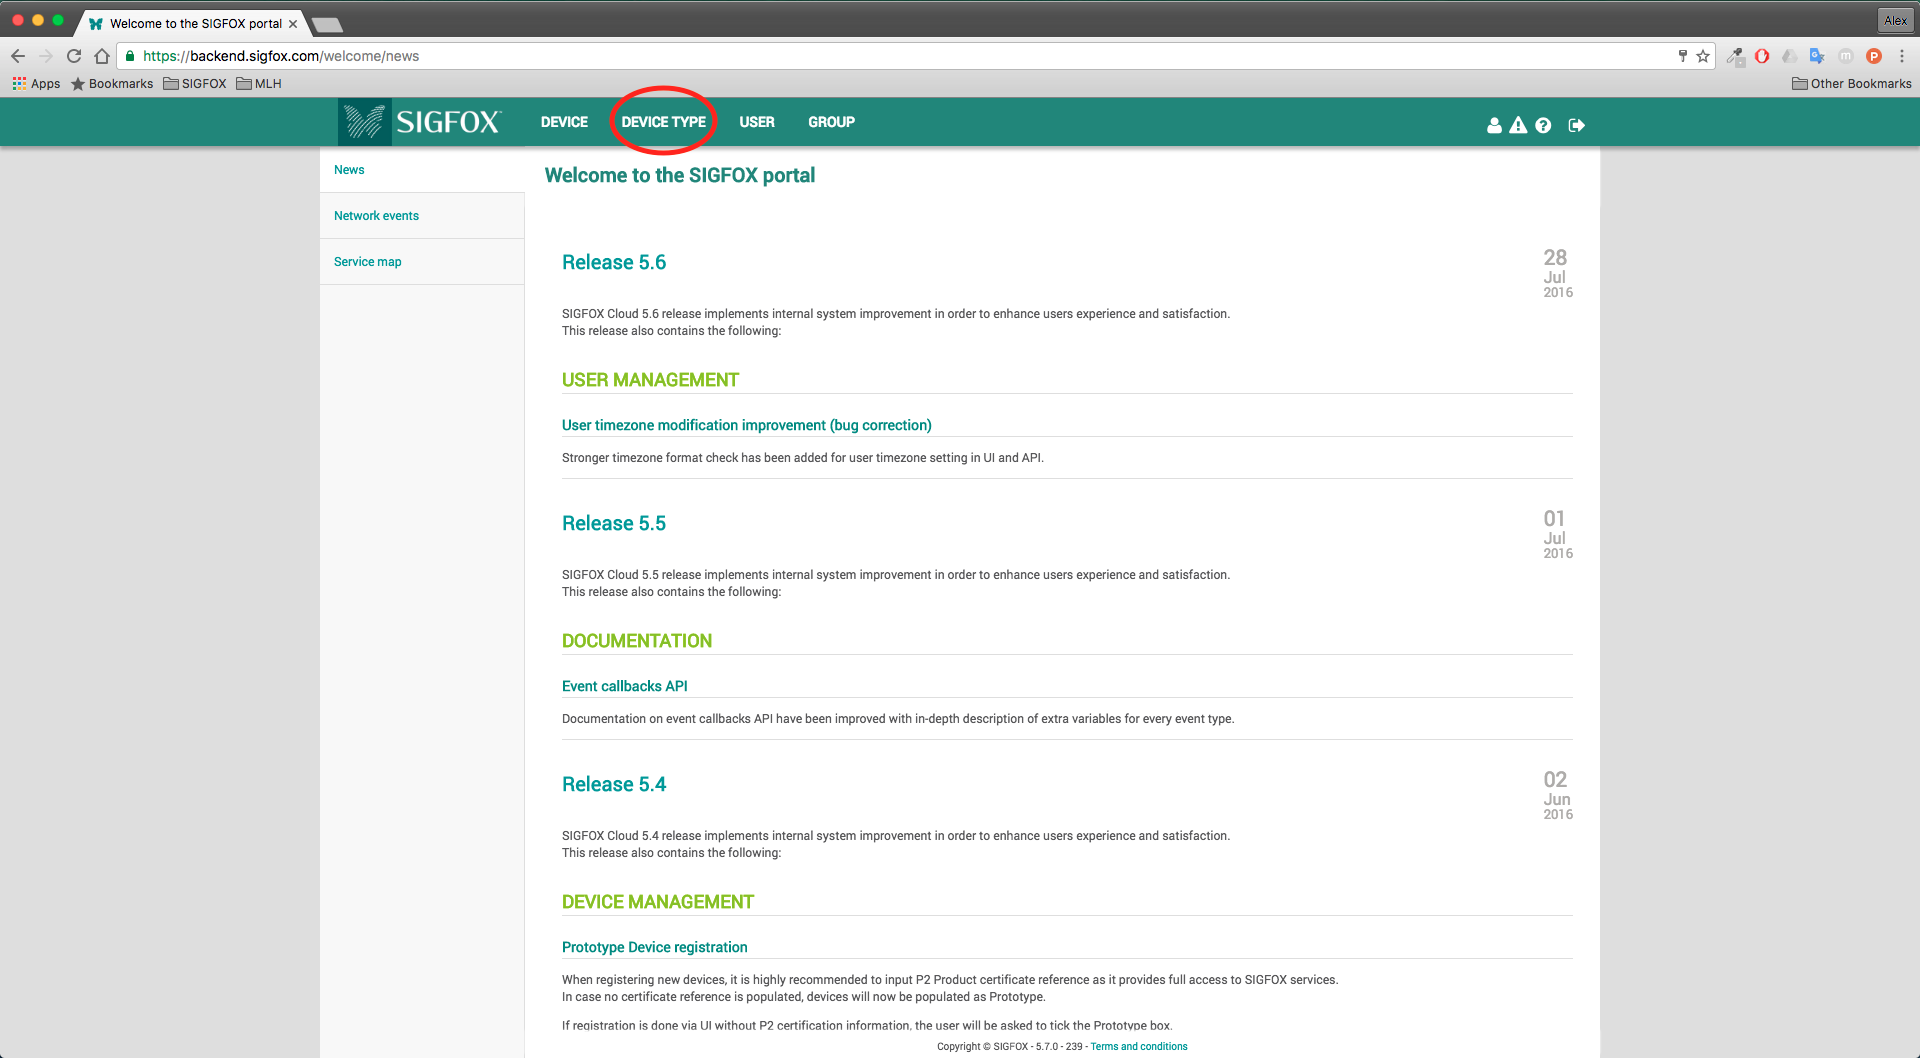 Welcome to the SIGFOX portal
Alex
https://backend.sigfox.com/welcome/news
Apps Bookmarks SIGFOX MLH Other Bookmarks
SIGFOX DEVICE DEVICE TYPE USER GROUP
News
Network events
Service map
Welcome to the SIGFOX portal
Release 5.6
28
Jul
2016
SIGFOX Cloud 5.6 release implements internal system improvement in order to enhance users experience and satisfaction.
This release also contains the following:
USER MANAGEMENT
User timezone modification improvement (bug correction)
Stronger timezone format check has been added for user timezone setting in UI and API.
Release 5.5
01
Jul
2016
SIGFOX Cloud 5.5 release implements internal system improvement in order to enhance users experience and satisfaction.
This release also contains the following:
DOCUMENTATION
Event callbacks API
Documentation on event callbacks API have been improved with in-depth description of extra variables for every event type.
Release 5.4
02
Jun
2016
SIGFOX Cloud 5.4 release implements internal system improvement in order to enhance users experience and satisfaction.
This release also contains the following:
DEVICE MANAGEMENT
Prototype Device registration
When registering new devices, it is highly recommended to input P2 Product certificate reference as it provides full access to SIGFOX services.
In case no certificate reference is populated, devices will now be populated as Prototype.
If registration is done via UI without P2 certification information, the user will be asked to tick the Prototype box.
Copyright © SIGFOX - 5.7.0 - 239 - Terms and conditions